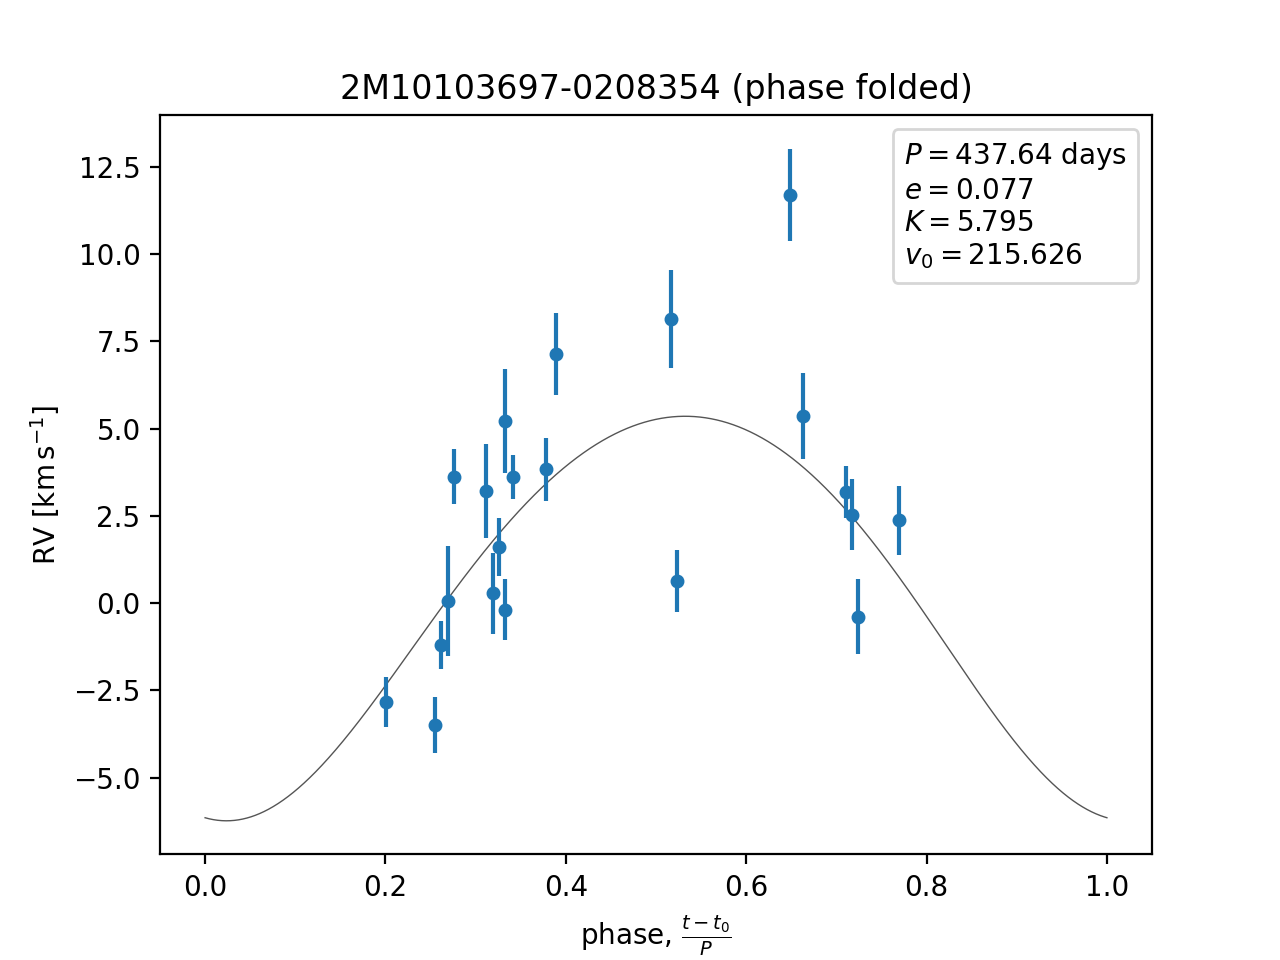 2M10103697-0208354 (phase folded)
P = 437.64 days
e = 0.077
K = 5.795
v₀ = 215.626
12.5
10.0
7.5
5.0
2.5
0.0
−2.5
−5.0
RV [km s⁻¹]
0.0 0.2 0.4 0.6 0.8 1.0
phase, (t − t₀)/P